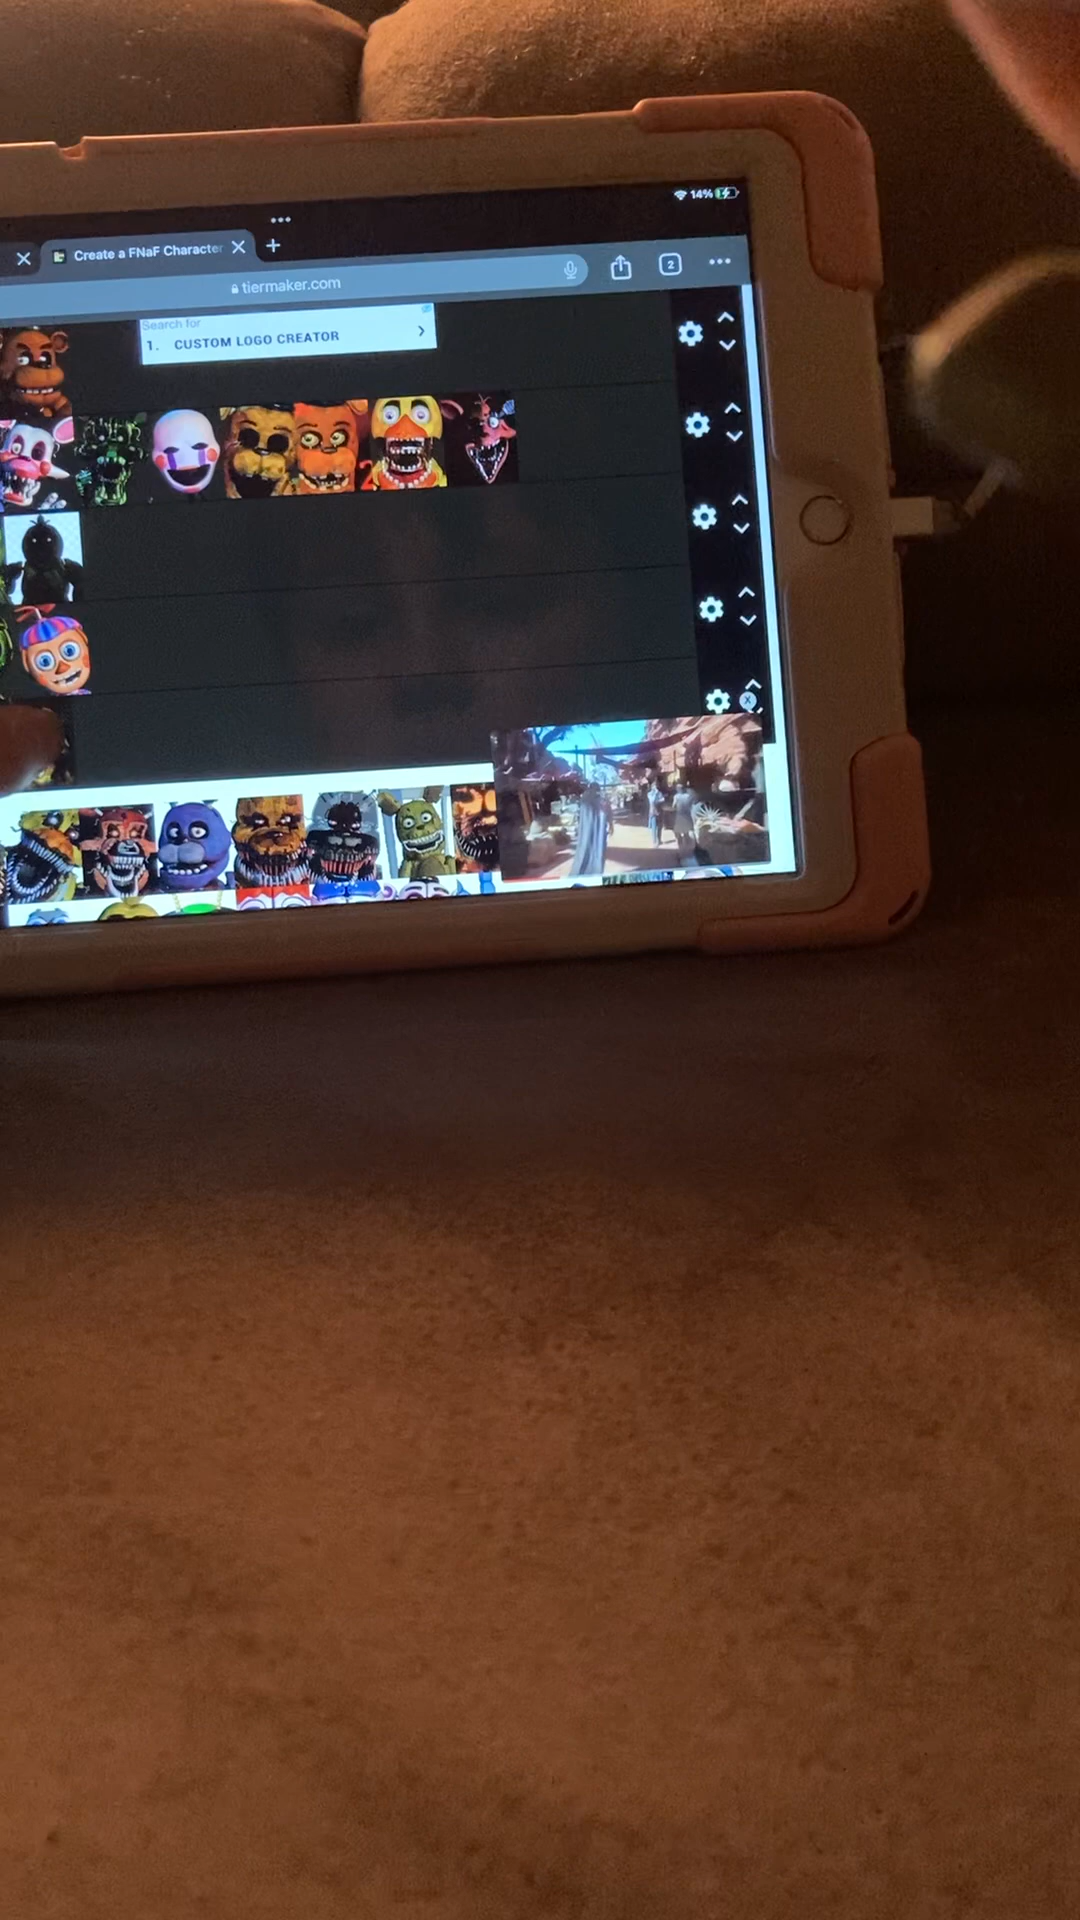 14%
Create a FNaF Character
2
tiermaker.com
Search for
1. CUSTOM LOGO CREATOR